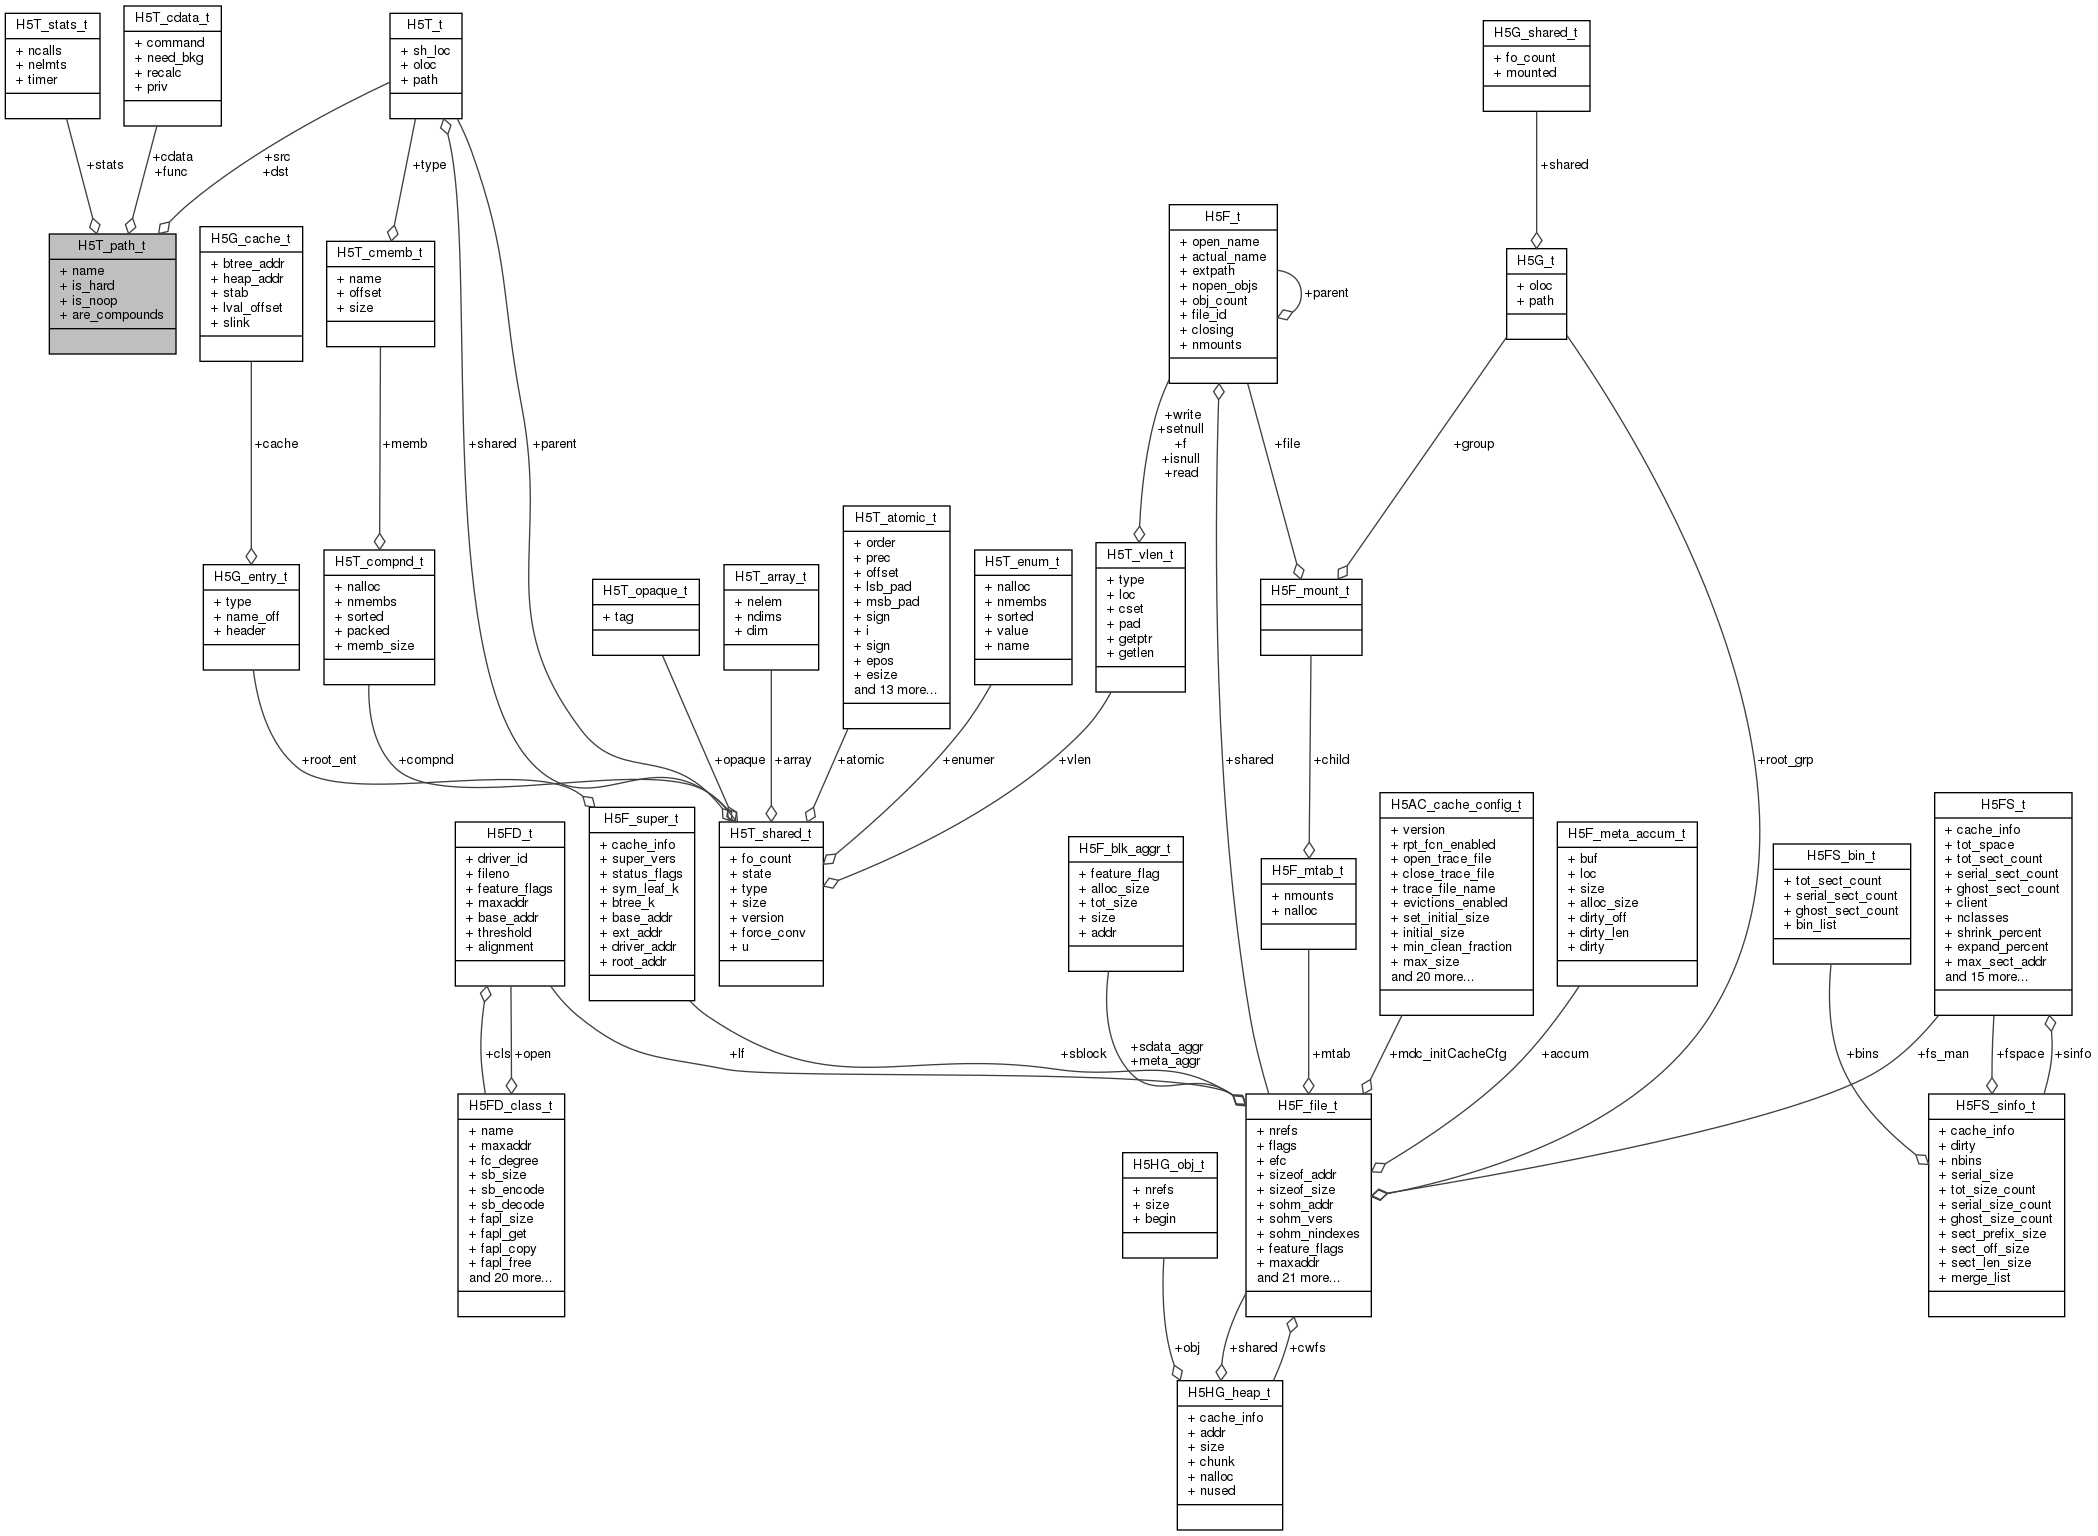 H5T_stats_t
+ ncalls
+ nelmts
+ timer
H5T_cdata_t
+ command
+ need_bkg
+ recalc
+ priv
H5T_t
+ sh_loc
+ oloc
+ path
H5G_shared_t
+ fo_count
+ mounted
+stats
+cdata
+func
+src
+dst
+type
+shared
H5T_path_t
+ name
+ is_hard
+ is_noop
+ are_compounds
H5G_cache_t
+ btree_addr
+ heap_addr
+ stab
+ lval_offset
+ slink
H5T_cmemb_t
+ name
+ offset
+ size
H5F_t
+ open_name
+ actual_name
+ extpath
+ nopen_objs
+ obj_count
+ file_id
+ closing
+ nmounts
+parent
H5G_t
+ oloc
+ path
+cache
+memb
+shared
+parent
+write
+setnull
+f
+isnull
+read
+file
+group
H5G_entry_t
+ type
+ name_off
+ header
H5T_compnd_t
+ nalloc
+ nmembs
+ sorted
+ packed
+ memb_size
H5T_opaque_t
+ tag
H5T_array_t
+ nelem
+ ndims
+ dim
H5T_atomic_t
+ order
+ prec
+ offset
+ lsb_pad
+ msb_pad
+ sign
+ i
+ sign
+ epos
+ esize
and 13 more...
H5T_enum_t
+ nalloc
+ nmembs
+ sorted
+ value
+ name
H5T_vlen_t
+ type
+ loc
+ cset
+ pad
+ getptr
+ getlen
H5F_mount_t
+root_ent
+compnd
+opaque
+array
+atomic
+enumer
+vlen
+shared
+child
+root_grp
H5FD_t
+ driver_id
+ fileno
+ feature_flags
+ maxaddr
+ base_addr
+ threshold
+ alignment
H5F_super_t
+ cache_info
+ super_vers
+ status_flags
+ sym_leaf_k
+ btree_k
+ base_addr
+ ext_addr
+ driver_addr
+ root_addr
H5T_shared_t
+ fo_count
+ state
+ type
+ size
+ version
+ force_conv
+ u
H5F_blk_aggr_t
+ feature_flag
+ alloc_size
+ tot_size
+ size
+ addr
H5F_mtab_t
+ nmounts
+ nalloc
H5AC_cache_config_t
+ version
+ rpt_fcn_enabled
+ open_trace_file
+ close_trace_file
+ trace_file_name
+ evictions_enabled
+ set_initial_size
+ initial_size
+ min_clean_fraction
+ max_size
and 20 more...
H5F_meta_accum_t
+ buf
+ loc
+ size
+ alloc_size
+ dirty_off
+ dirty_len
+ dirty
H5FS_bin_t
+ tot_sect_count
+ serial_sect_count
+ ghost_sect_count
+ bin_list
H5FS_t
+ cache_info
+ tot_space
+ tot_sect_count
+ serial_sect_count
+ ghost_sect_count
+ client
+ nclasses
+ shrink_percent
+ expand_percent
+ max_sect_addr
and 15 more...
+cls
+open
+lf
+sblock
+sdata_aggr
+meta_aggr
+mtab
+mdc_initCacheCfg
+accum
+bins
+fs_man
+fspace
+sinfo
H5FD_class_t
+ name
+ maxaddr
+ fc_degree
+ sb_size
+ sb_encode
+ sb_decode
+ fapl_size
+ fapl_get
+ fapl_copy
+ fapl_free
and 20 more...
H5HG_obj_t
+ nrefs
+ size
+ begin
H5F_file_t
+ nrefs
+ flags
+ efc
+ sizeof_addr
+ sizeof_size
+ sohm_addr
+ sohm_vers
+ sohm_nindexes
+ feature_flags
+ maxaddr
and 21 more...
H5FS_sinfo_t
+ cache_info
+ dirty
+ nbins
+ serial_size
+ tot_size_count
+ serial_size_count
+ ghost_size_count
+ sect_prefix_size
+ sect_off_size
+ sect_len_size
+ merge_list
+obj
+shared
+cwfs
H5HG_heap_t
+ cache_info
+ addr
+ size
+ chunk
+ nalloc
+ nused